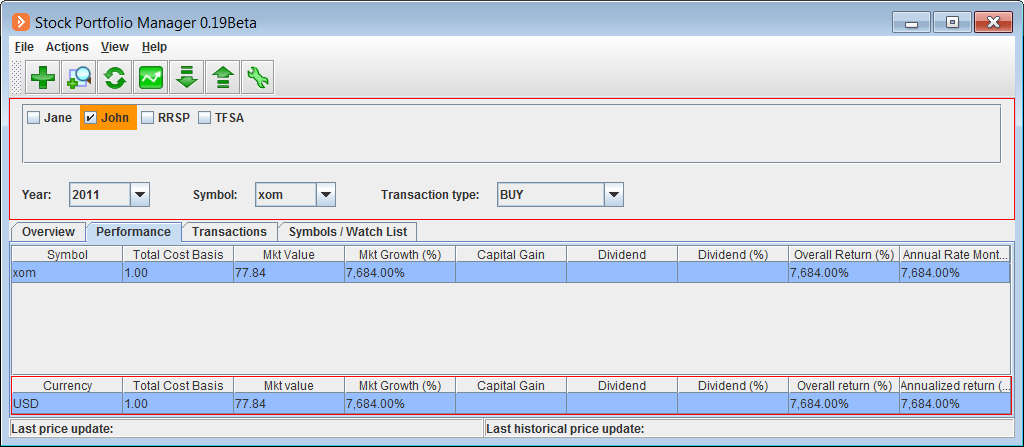 Stock Portfolio Manager 0.19Beta
File Actions View Help
Jane John RRSP TFSA
Year: 2011 Symbol: xom Transaction type: BUY
Overview Performance Transactions Symbols / Watch List
Symbol Total Cost Basis Mkt Value Mkt Growth (%) Capital Gain Dividend Dividend (%) Overall Return (%) Annual Rate Mont...
xom 1.00 77.84 7,684.00% 7,684.00% 7,684.00%
Currency Total Cost Basis Mkt value Mkt Growth (%) Capital Gain Dividend Dividend (%) Overall return (%) Annualized return (...
USD 1.00 77.84 7,684.00% 7,684.00% 7,684.00%
Last price update: Last historical price update: